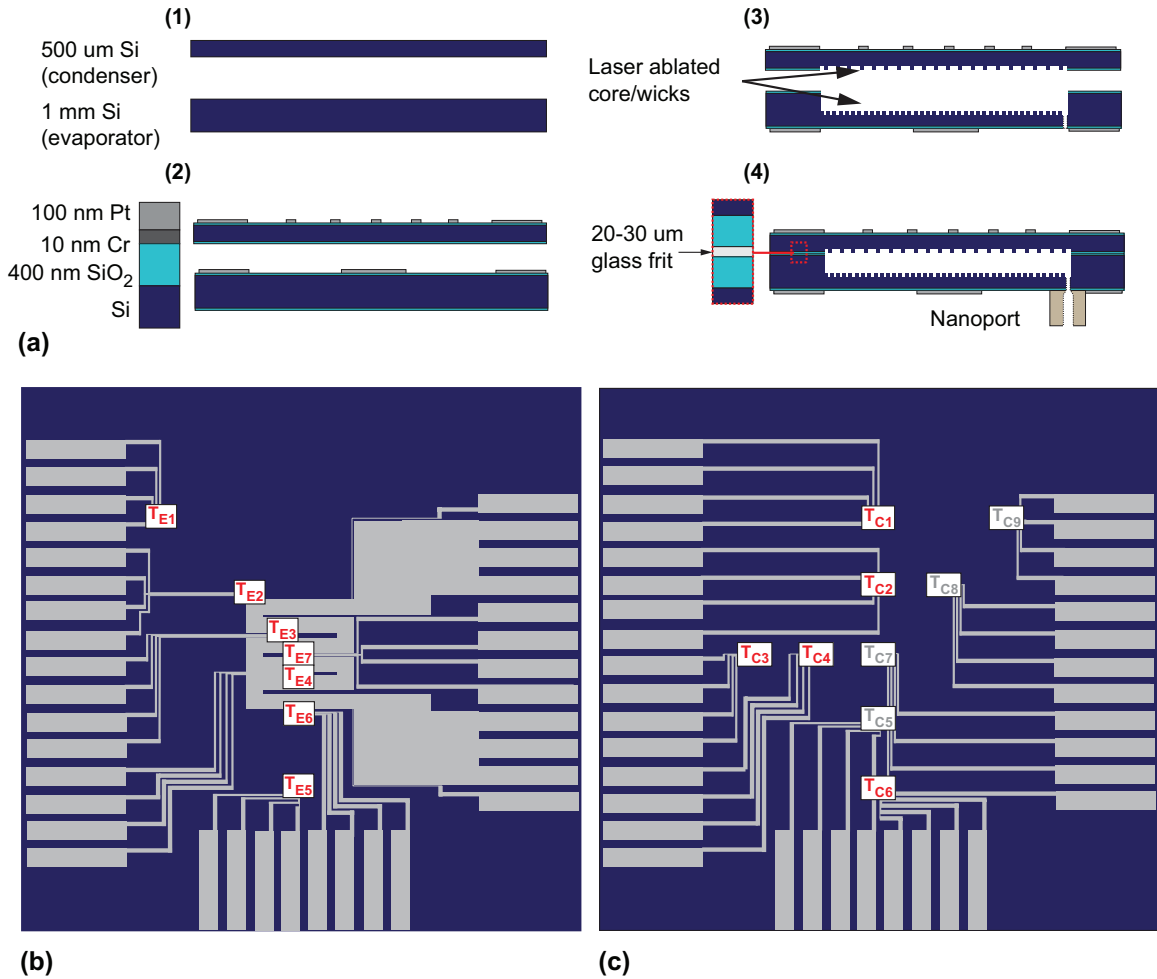 (1)
500 um Si
(condenser)
1 mm Si
(evaporator)
(2)
100 nm Pt
10 nm Cr
400 nm SiO2
Si
(3)
Laser ablated
core/wicks
(4)
20-30 um
glass frit
Nanoport
(a)
TE1
TE2
TE3
TE7
TE4
TE6
TE5
(b)
TC1
TC9
TC2
TC8
TC3
TC4
TC7
TC5
TC6
(c)